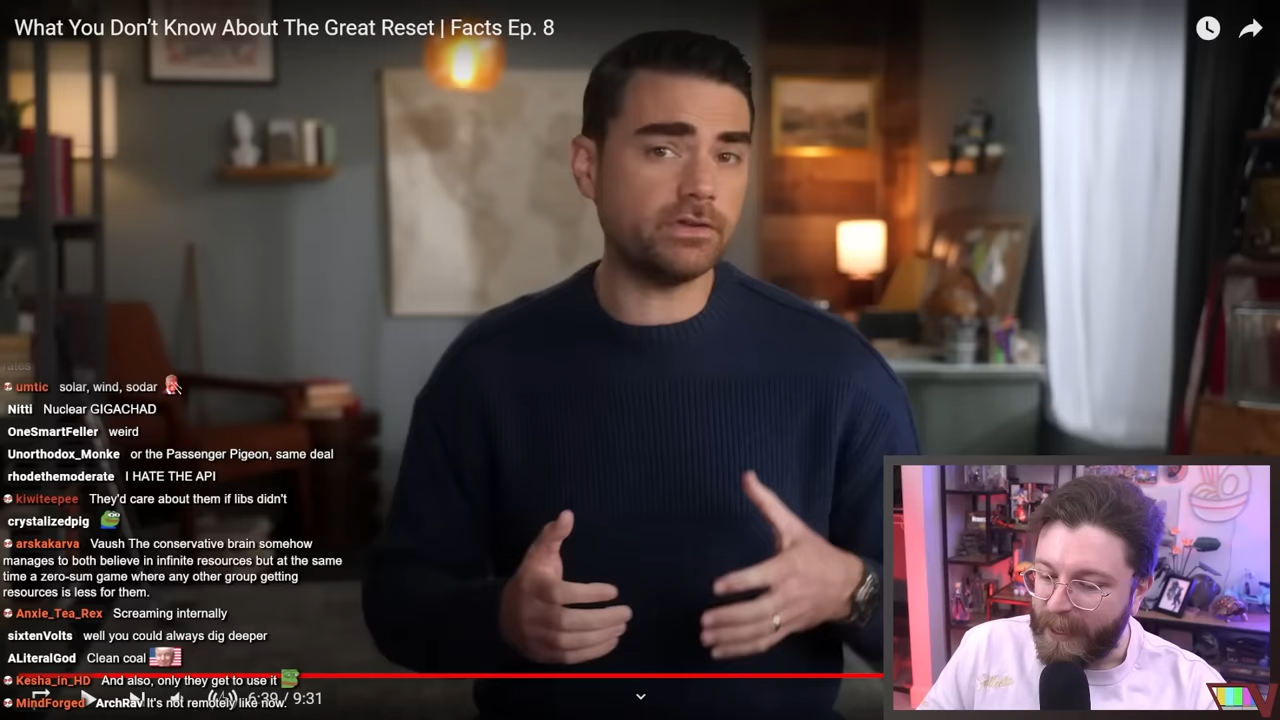 What You Don’t Know About The Great Reset | Facts Ep. 8
rates
umtic solar, wind, sodar
Nitti Nuclear GIGACHAD
OneSmartFeller weird
Unorthodox_Monke or the Passenger Pigeon, same deal
rhodethemoderate I HATE THE API
kiwiteepee They'd care about them if libs didn't
crystalizedpig
arskakarva Vaush The conservative brain somehow
manages to both believe in infinite resources but at the same
time a zero-sum game where any other group getting
resources is less for them.
Anxie_Tea_Rex Screaming internally
sixtenVolts well you could always dig deeper
ALiteralGod Clean coal
Kesha_in_HD And also, only they get to use it
6:39 / 9:31
MindForged ArchRav It's not remotely like now.